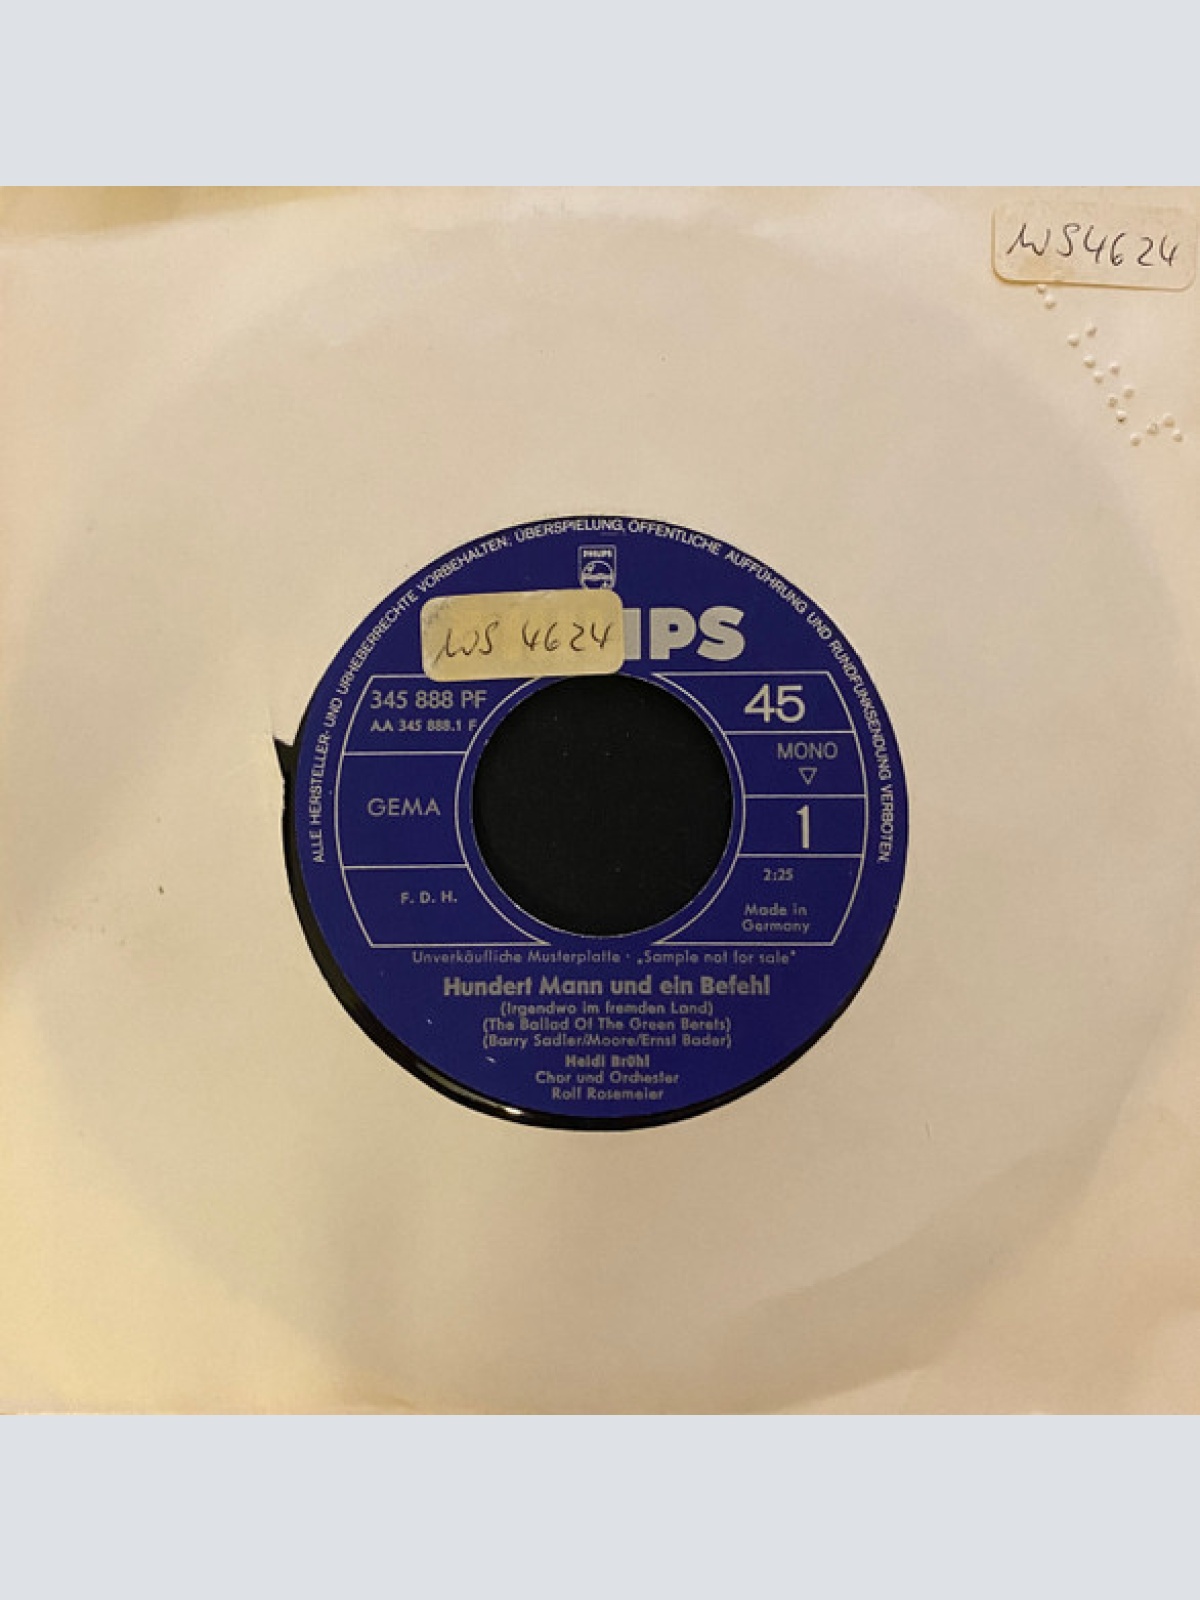 WS4624
ALLE HERSTELLER- UND URHEBERRECHTE VORBEHALTEN. ÜBERSPIELUNG, ÖFFENTLICHE AUFFÜHRUNG UND RUNDFUNKSENDUNG VERBOTEN.
PHILIPS
WS 4624
IPS
345 888 PF
AA 345 888.1 F
45
MONO
GEMA
1
F. D. H.
2:25
Made in
Germany
Unverkäufliche Musterplatte · „Sample not for sale"
Hundert Mann und ein Befehl
(Irgendwo im fremden Land)
(The Ballad Of The Green Berets)
(Barry Sadler/Moore/Ernst Bader)
Heidi Brühl
Chor und Orchester
Rolf Rosemeier